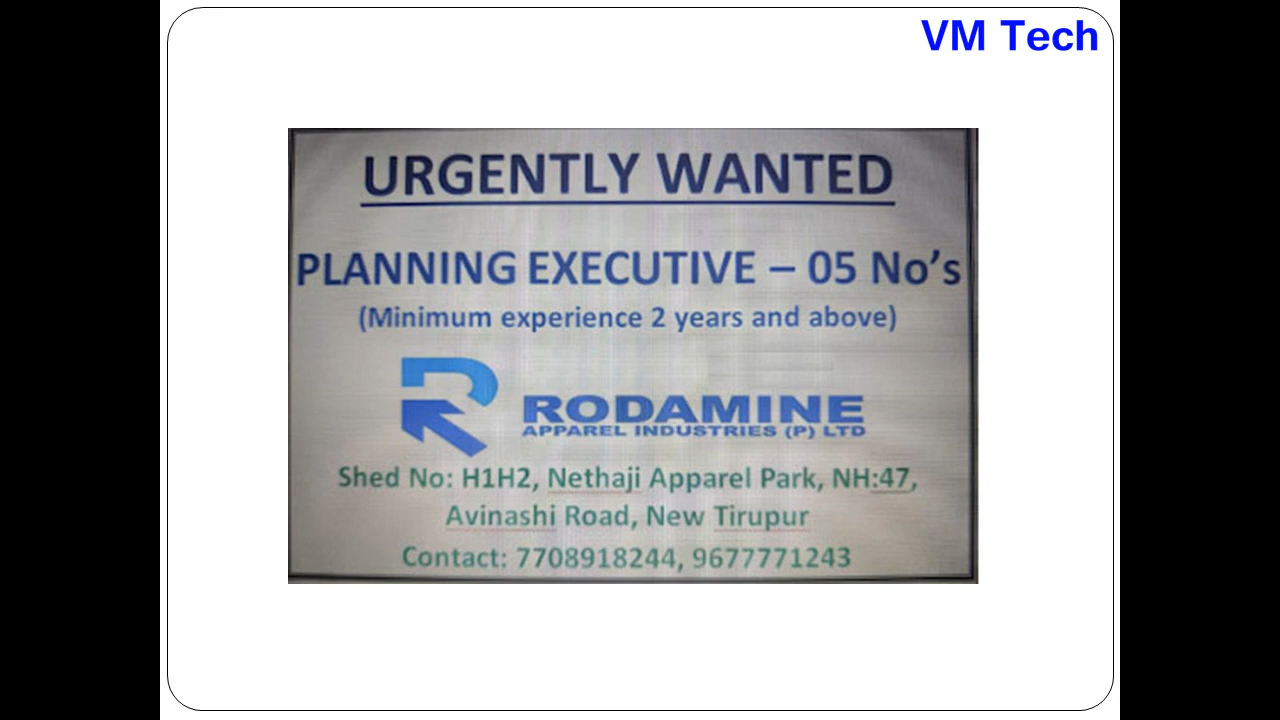 VM Tech
URGENTLY WANTED
PLANNING EXECUTIVE – 05 No’s
(Minimum experience 2 years and above)
RODAMINE
APPAREL INDUSTRIES (P) LTD
Shed No: H1H2, Nethaji Apparel Park, NH:47,
Avinashi Road, New Tirupur
Contact: 7708918244, 9677771243